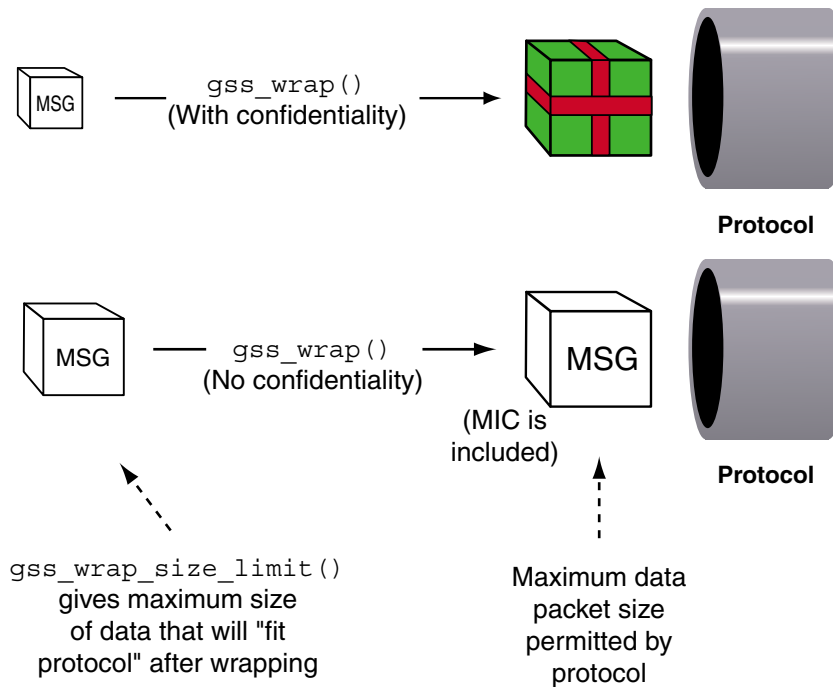 MSG
gss_wrap()
(With confidentiality)
Protocol
MSG
gss_wrap()
(No confidentiality)
MSG
(MIC is
included)
Protocol
gss_wrap_size_limit()
gives maximum size
of data that will "fit
protocol" after wrapping
Maximum data
packet size
permitted by
protocol